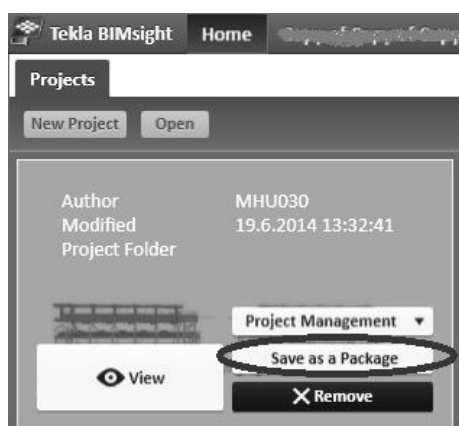 Tekla BIMsight Home
Projects
New Project Open
Author MHU030
Modified 19.6.2014 13:32:41
Project Folder
Project Management
Save as a Package
View
Remove